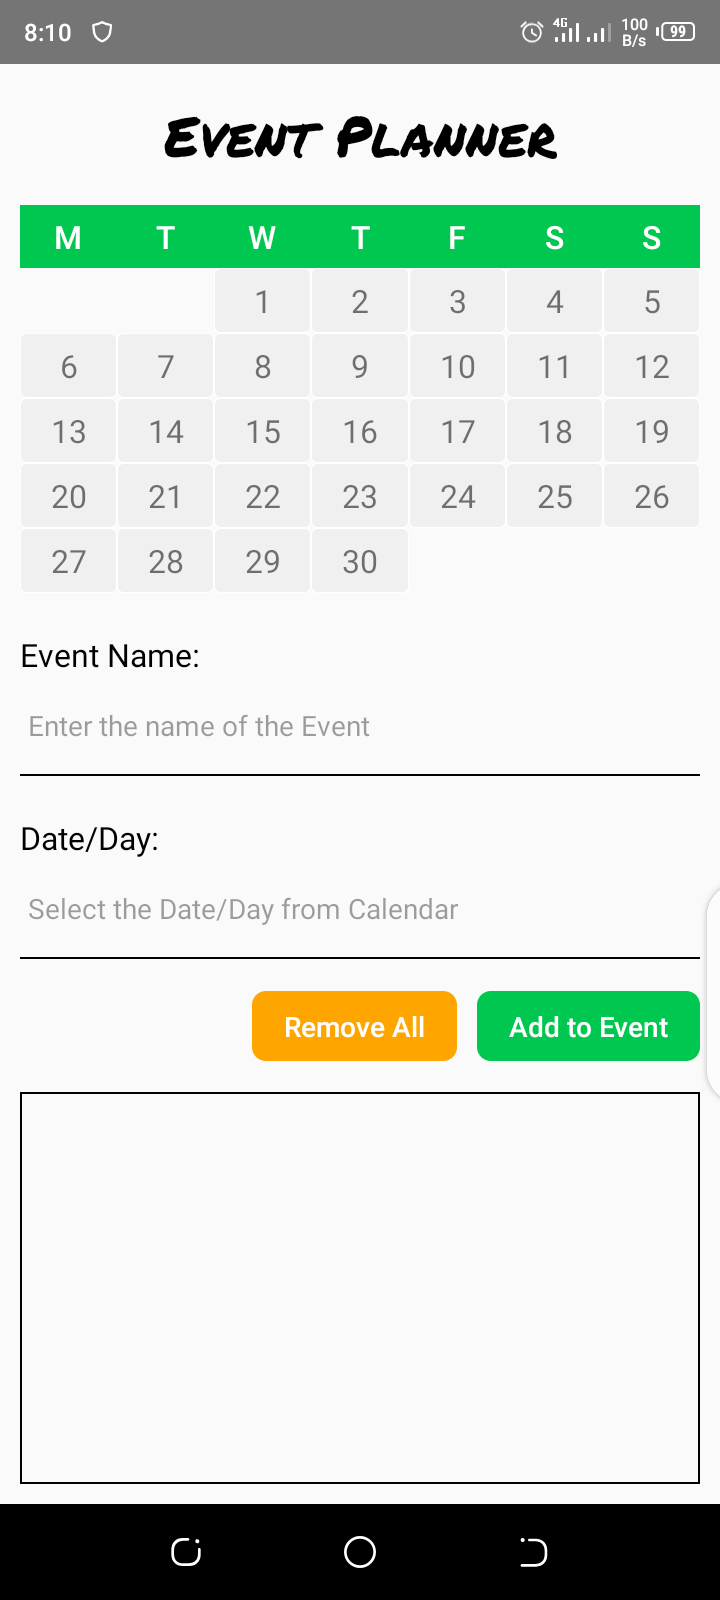 8:10 4G 100 B/s 99
Event Planner
M T W T F S S
1 2 3 4 5
6 7 8 9 10 11 12
13 14 15 16 17 18 19
20 21 22 23 24 25 26
27 28 29 30
Event Name:
Enter the name of the Event
Date/Day:
Select the Date/Day from Calendar
Remove All Add to Event